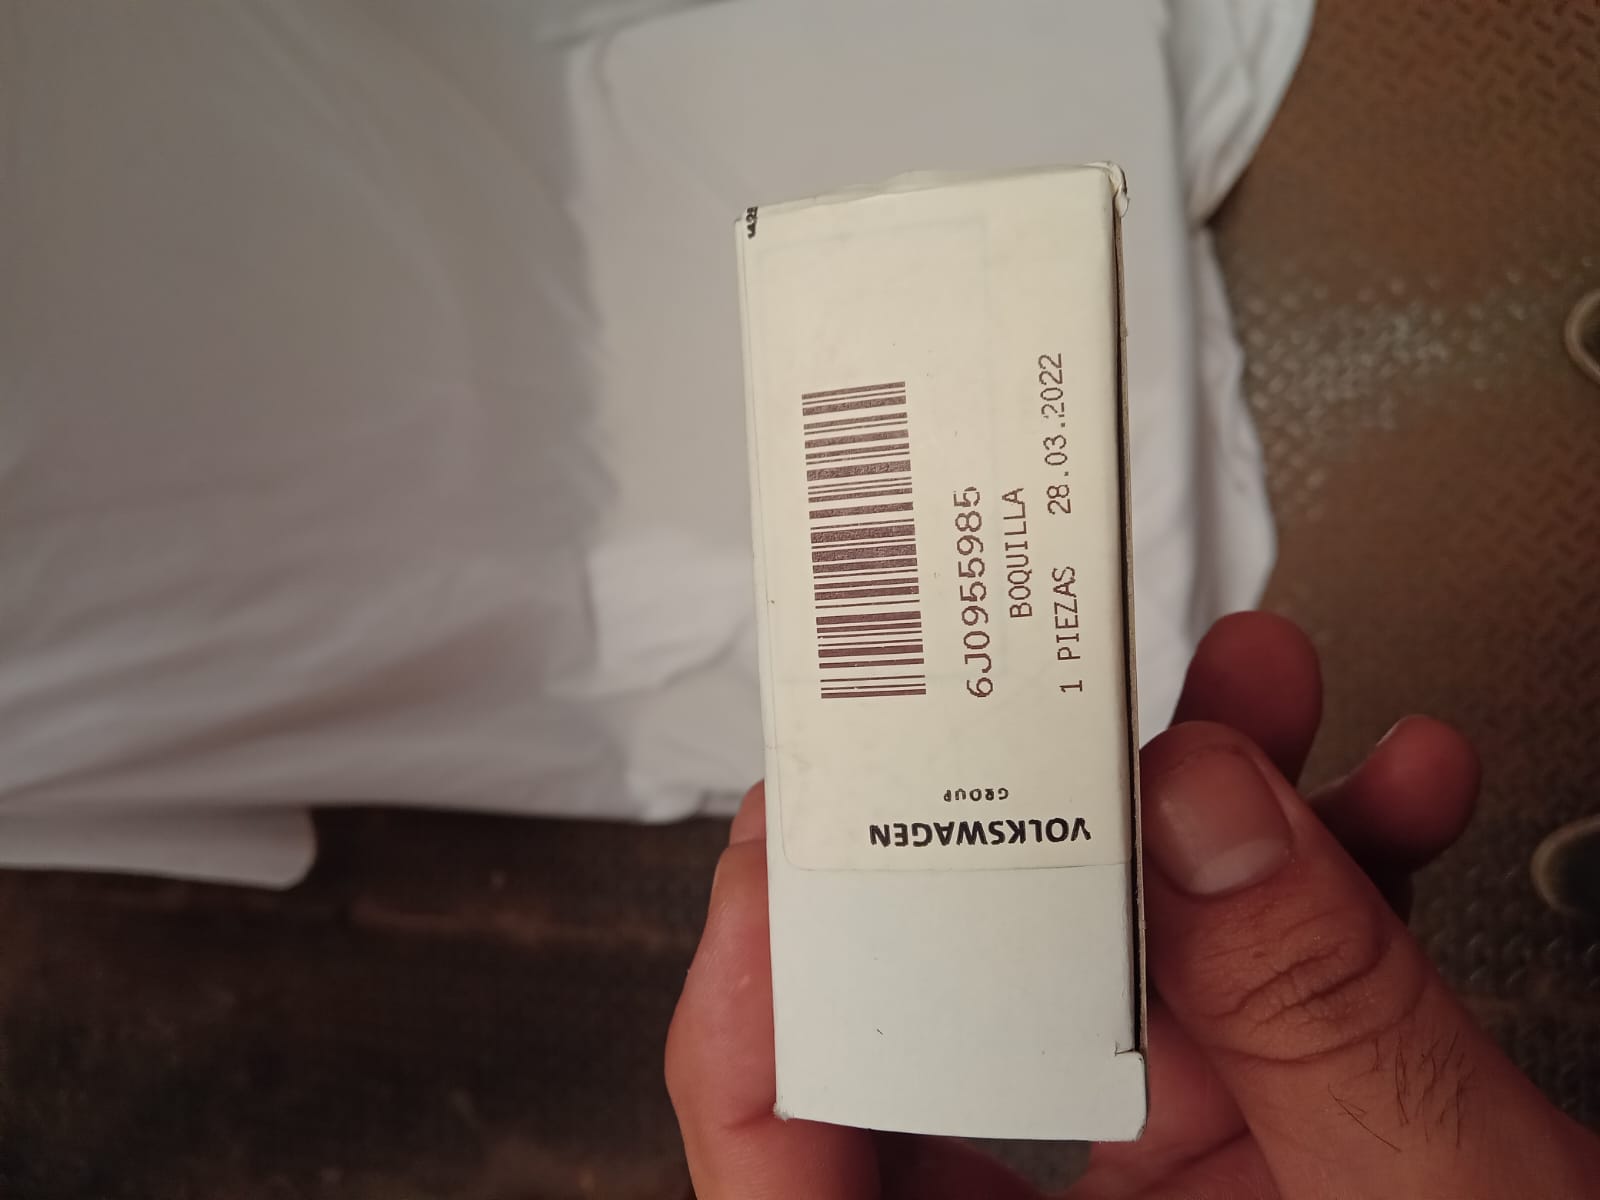 VOLKSWAGEN
GROUP
6J0955985
BOQUILLA
1 PIEZAS 28.03.2022